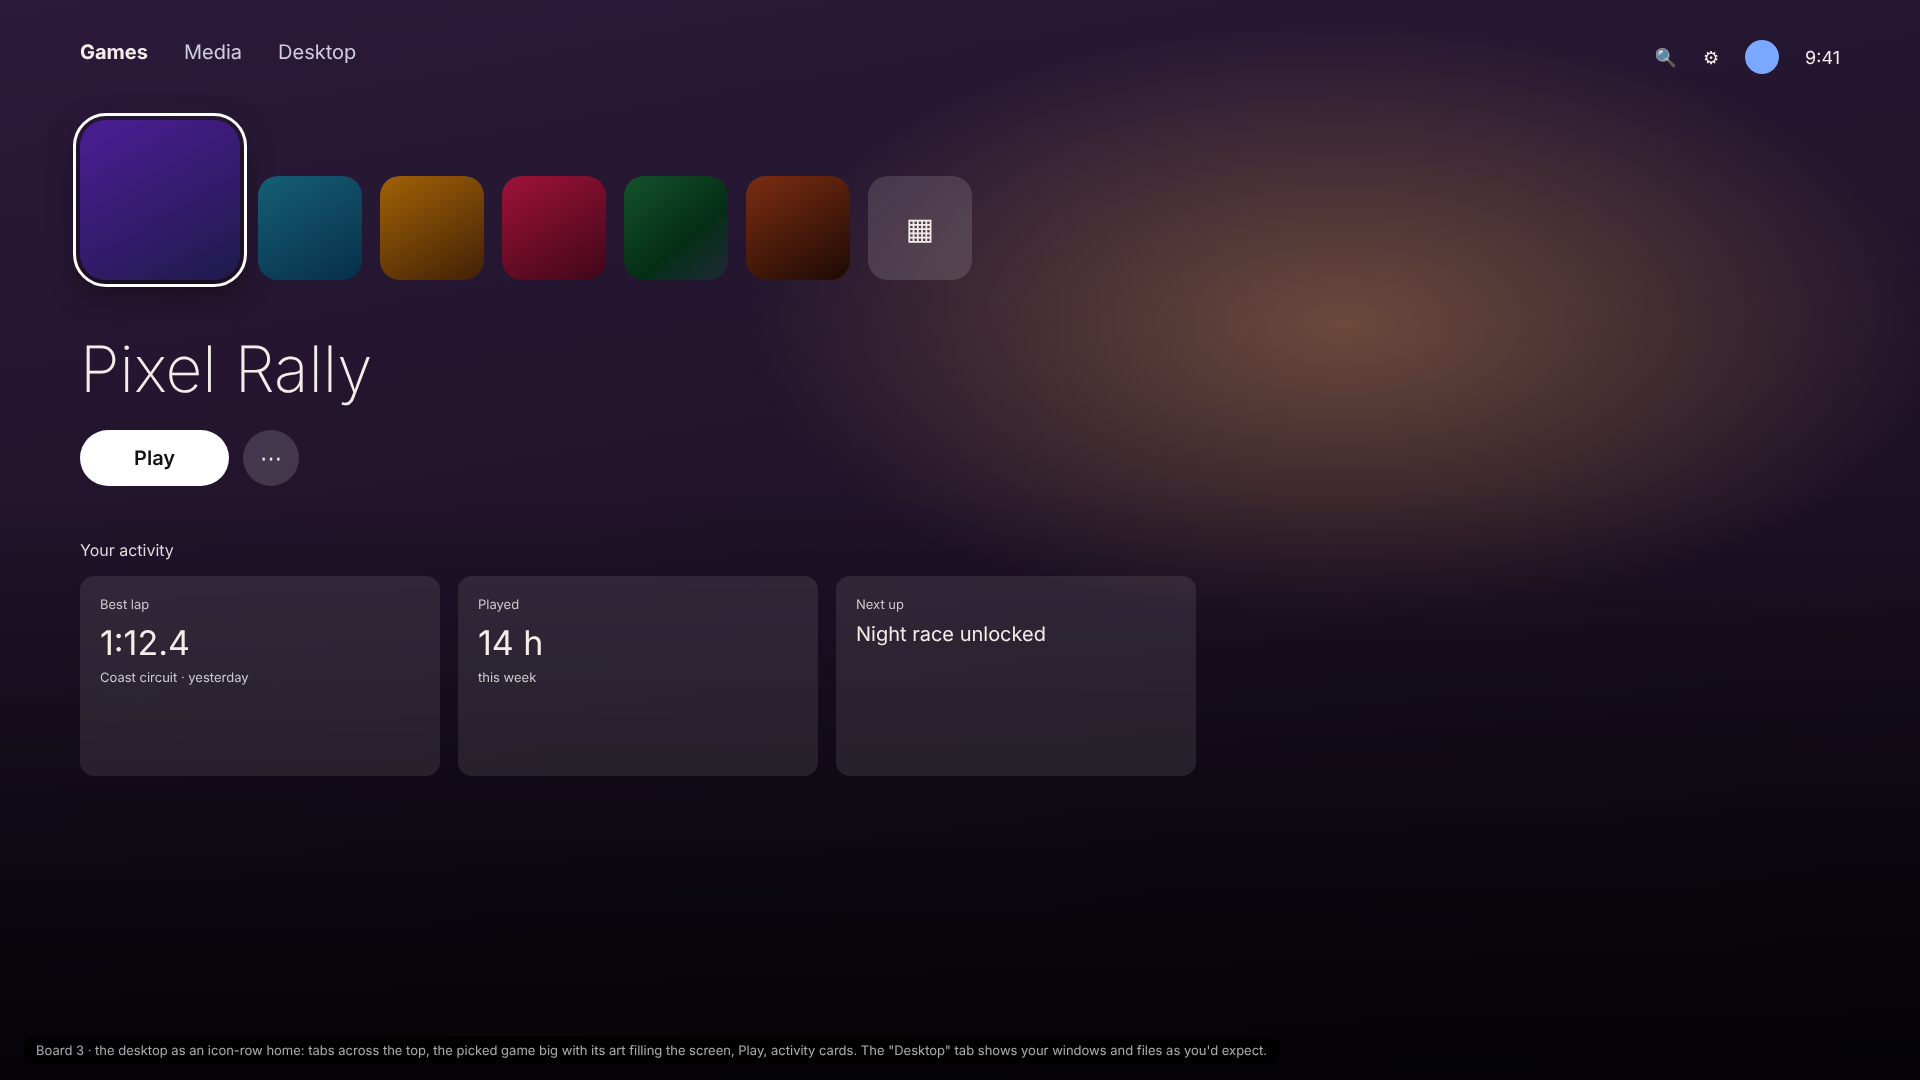 Games Media Desktop 9:41
Pixel Rally
Play ⋯
Your activity
Best lap
1:12.4
Coast circuit · yesterday
Played
14 h
this week
Next up
Night race unlocked
Board 3 · the desktop as an icon-row home: tabs across the top, the picked game big with its art filling the screen, Play, activity cards. The "Desktop" tab shows your windows and files as you'd expect.